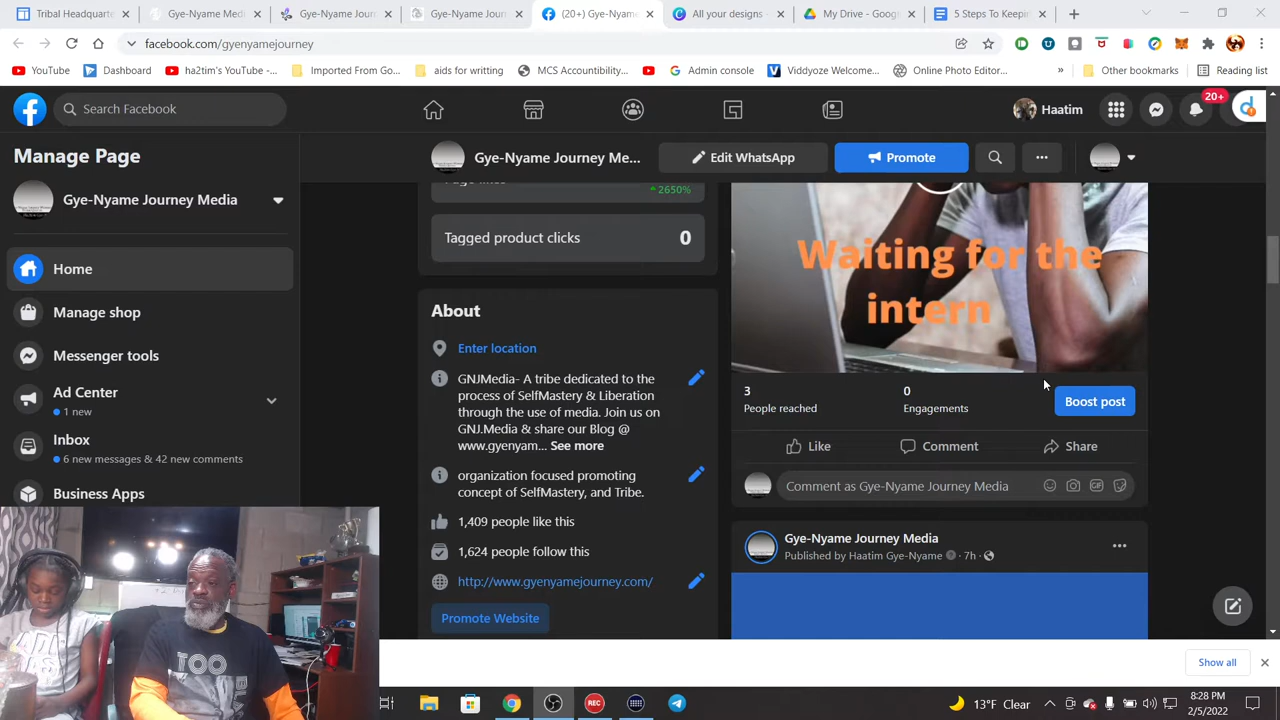 Tribal Headquarte
Gye-Nyame Medi
Gye-Nyame Jour
Gye-Nyame Jour
(20+) Gye-Nyame
All your designs -
My Drive - Goog
5 Steps To Keepin
facebook.com/gyenyamejourney
YouTube
Dashboard
ha2tim's YouTube -...
Imported From Go...
aids for writting
MCS Accountibility...
Admin console
Viddyoze Welcome...
Online Photo Editor...
»
Other bookmarks
Reading list
Search Facebook
Haatim
20+
Manage Page
Gye-Nyame Journey Media
Home
Manage shop
Messenger tools
Ad Center
1 new
Inbox
6 new messages & 42 new comments
Business Apps
Gye-Nyame Journey Me...
Edit WhatsApp
Promote
2650%
Tagged product clicks
0
About
Enter location
GNJMedia- A tribe dedicated to the
process of SelfMastery & Liberation
through the use of media. Join us on
GNJ.Media & share our Blog @
www.gyenyam... See more
organization focused promoting
concept of SelfMastery, and Tribe.
1,409 people like this
1,624 people follow this
http://www.gyenyamejourney.com/
Promote Website
Waiting for the
intern
3
People reached
0
Engagements
Boost post
Like
Comment
Share
Comment as Gye-Nyame Journey Media
Gye-Nyame Journey Media
Published by Haatim Gye-Nyame · 7h ·
TOO
Show all
REC
13°F Clear
8:28 PM
2/5/2022